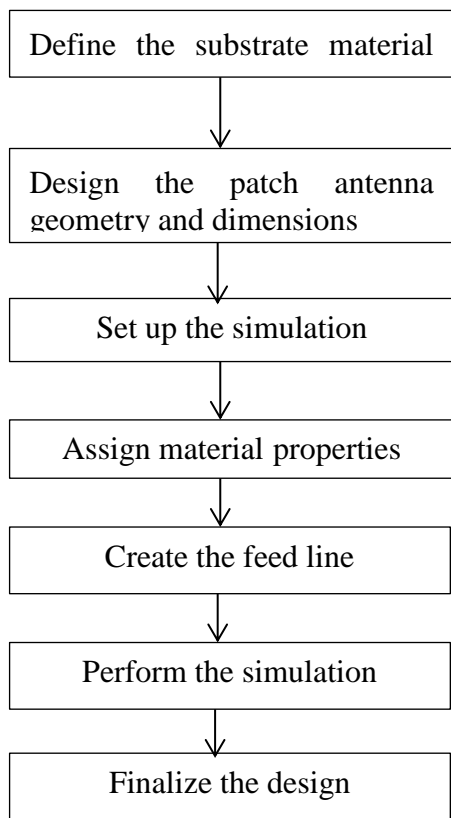 Define the substrate material
Design the patch antenna
geometry and dimensions
Set up the simulation
Assign material properties
Create the feed line
Perform the simulation
Finalize the design